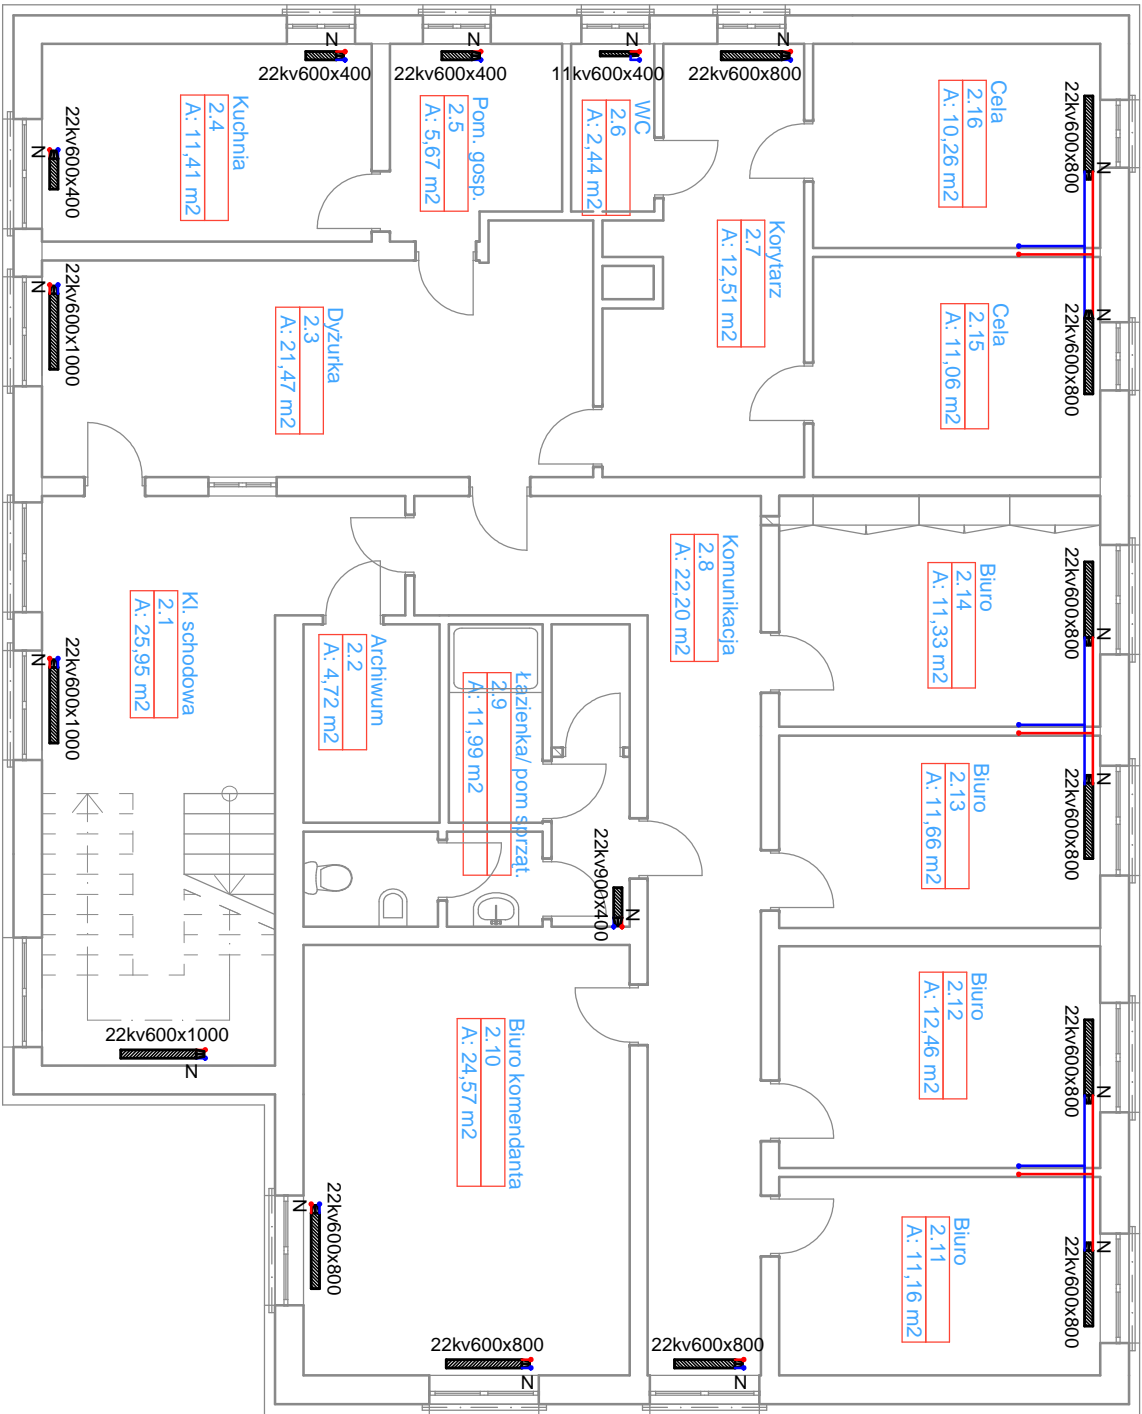 N
22kv600x400
N
22kv600x400
N
11kv600x400
N
22kv600x800
22kv600x800
N
Kuchnia
2.4
A: 11,41 m2
22kv600x400
N
Pom. gosp.
2.5
A: 5,67 m2
WC
2.6
A: 2,44 m2
Korytarz
2.7
A: 12,51 m2
Cela
2.16
A: 10,26 m2
22kv600x1000
N
Dyżurka
2.3
A: 21,47 m2
Cela
2.15
A: 11,06 m2
N
22kv600x800
Kl. schodowa
2.1
A: 25,95 m2
22kv600x1000
N
Archiwum
2.2
A: 4,72 m2
Łazienka/ pom sprząt.
2.9
A: 11,99 m2
Komunikacja
2.8
A: 22,20 m2
Biuro
2.14
A: 11,33 m2
22kv600x800
N
Biuro
2.13
A: 11,66 m2
N
22kv600x800
22kv900x400
N
22kv600x1000
N
Biuro komendanta
2.10
A: 24,57 m2
Biuro
2.12
A: 12,46 m2
22kv600x800
N
22kv600x800
N
Biuro
2.11
A: 11,16 m2
N
22kv600x800
22kv600x800
N
22kv600x800
N